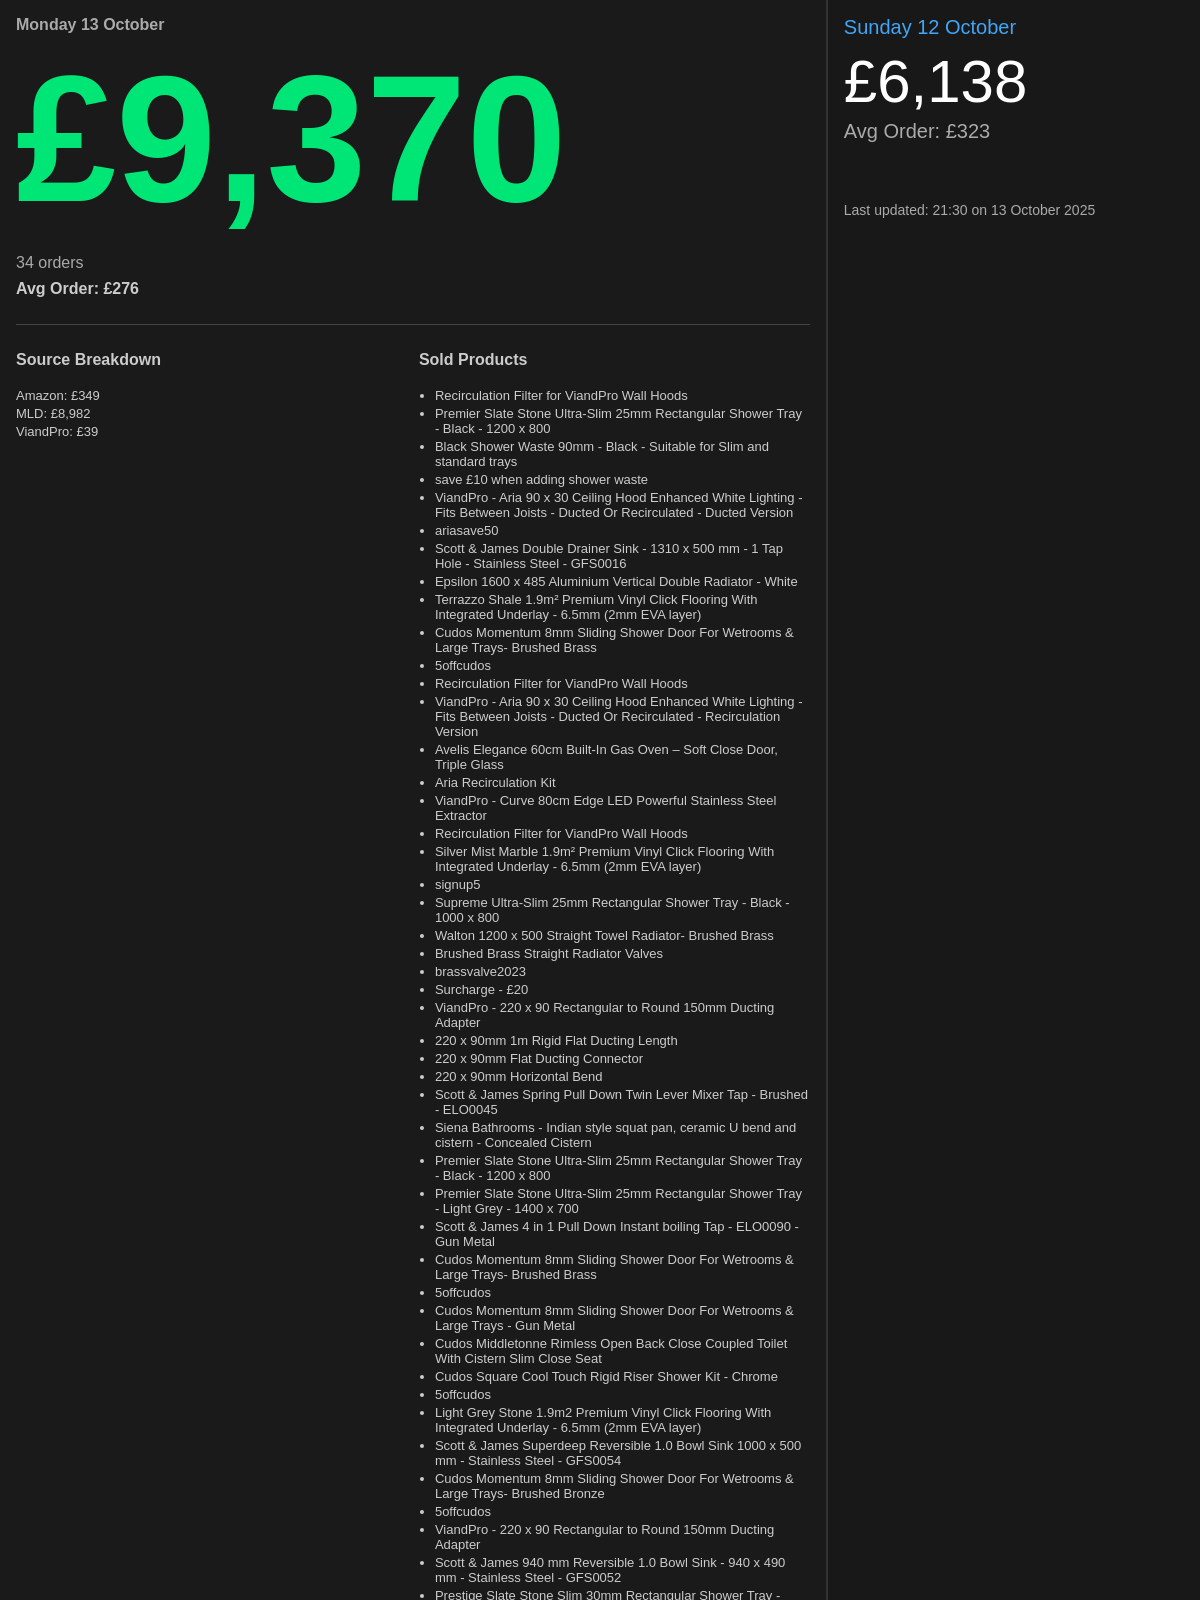 Monday 13 October
£9,370
34 orders
Avg Order: £276
Source Breakdown
Amazon: £349
MLD: £8,982
ViandPro: £39
Sold Products
Recirculation Filter for ViandPro Wall Hoods
Premier Slate Stone Ultra-Slim 25mm Rectangular Shower Tray
- Black - 1200 x 800
Black Shower Waste 90mm - Black - Suitable for Slim and
standard trays
save £10 when adding shower waste
ViandPro - Aria 90 x 30 Ceiling Hood Enhanced White Lighting -
Fits Between Joists - Ducted Or Recirculated - Ducted Version
ariasave50
Scott & James Double Drainer Sink - 1310 x 500 mm - 1 Tap
Hole - Stainless Steel - GFS0016
Epsilon 1600 x 485 Aluminium Vertical Double Radiator - White
Terrazzo Shale 1.9m² Premium Vinyl Click Flooring With
Integrated Underlay - 6.5mm (2mm EVA layer)
Cudos Momentum 8mm Sliding Shower Door For Wetrooms &
Large Trays- Brushed Brass
5offcudos
Recirculation Filter for ViandPro Wall Hoods
ViandPro - Aria 90 x 30 Ceiling Hood Enhanced White Lighting -
Fits Between Joists - Ducted Or Recirculated - Recirculation
Version
Avelis Elegance 60cm Built-In Gas Oven – Soft Close Door,
Triple Glass
Aria Recirculation Kit
ViandPro - Curve 80cm Edge LED Powerful Stainless Steel
Extractor
Recirculation Filter for ViandPro Wall Hoods
Silver Mist Marble 1.9m² Premium Vinyl Click Flooring With
Integrated Underlay - 6.5mm (2mm EVA layer)
signup5
Supreme Ultra-Slim 25mm Rectangular Shower Tray - Black -
1000 x 800
Walton 1200 x 500 Straight Towel Radiator- Brushed Brass
Brushed Brass Straight Radiator Valves
brassvalve2023
Surcharge - £20
ViandPro - 220 x 90 Rectangular to Round 150mm Ducting
Adapter
220 x 90mm 1m Rigid Flat Ducting Length
220 x 90mm Flat Ducting Connector
220 x 90mm Horizontal Bend
Scott & James Spring Pull Down Twin Lever Mixer Tap - Brushed
- ELO0045
Siena Bathrooms - Indian style squat pan, ceramic U bend and
cistern - Concealed Cistern
Premier Slate Stone Ultra-Slim 25mm Rectangular Shower Tray
- Black - 1200 x 800
Premier Slate Stone Ultra-Slim 25mm Rectangular Shower Tray
- Light Grey - 1400 x 700
Scott & James 4 in 1 Pull Down Instant boiling Tap - ELO0090 -
Gun Metal
Cudos Momentum 8mm Sliding Shower Door For Wetrooms &
Large Trays- Brushed Brass
5offcudos
Cudos Momentum 8mm Sliding Shower Door For Wetrooms &
Large Trays - Gun Metal
Cudos Middletonne Rimless Open Back Close Coupled Toilet
With Cistern Slim Close Seat
Cudos Square Cool Touch Rigid Riser Shower Kit - Chrome
5offcudos
Light Grey Stone 1.9m2 Premium Vinyl Click Flooring With
Integrated Underlay - 6.5mm (2mm EVA layer)
Scott & James Superdeep Reversible 1.0 Bowl Sink 1000 x 500
mm - Stainless Steel - GFS0054
Cudos Momentum 8mm Sliding Shower Door For Wetrooms &
Large Trays- Brushed Bronze
5offcudos
ViandPro - 220 x 90 Rectangular to Round 150mm Ducting
Adapter
Scott & James 940 mm Reversible 1.0 Bowl Sink - 940 x 490
mm - Stainless Steel - GFS0052
Prestige Slate Stone Slim 30mm Rectangular Shower Tray -
Sunday 12 October
£6,138
Avg Order: £323
Last updated: 21:30 on 13 October 2025